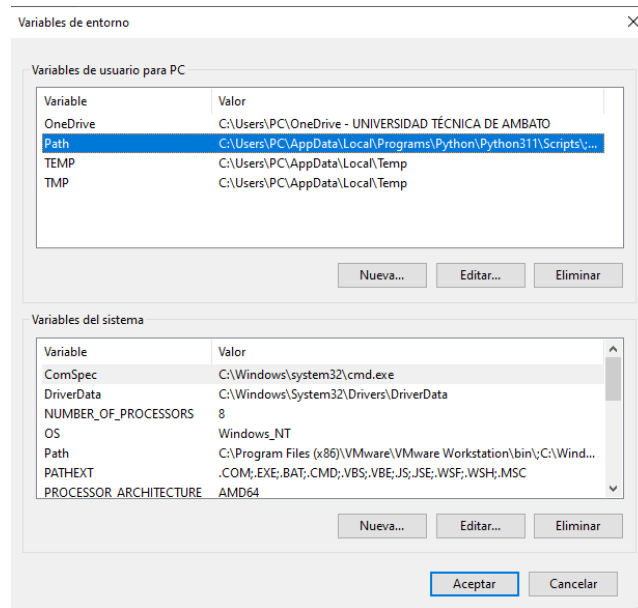 Variables de entorno
Variables de usuario para PC
Variable Valor
OneDrive C:\Users\PC\OneDrive - UNIVERSIDAD TÉCNICA DE AMBATO
Path C:\Users\PC\AppData\Local\Programs\Python\Python311\Scripts\;...
TEMP C:\Users\PC\AppData\Local\Temp
TMP C:\Users\PC\AppData\Local\Temp
Nueva... Editar... Eliminar
Variables del sistema
Variable Valor
ComSpec C:\Windows\system32\cmd.exe
DriverData C:\Windows\System32\Drivers\DriverData
NUMBER_OF_PROCESSORS 8
OS Windows_NT
Path C:\Program Files (x86)\VMware\VMware Workstation\bin\;C:\Wind...
PATHEXT .COM;.EXE;.BAT;.CMD;.VBS;.VBE;.JS;.JSE;.WSF;.WSH;.MSC
PROCESSOR_ARCHITECTURE AMD64
Nueva... Editar... Eliminar
Aceptar Cancelar